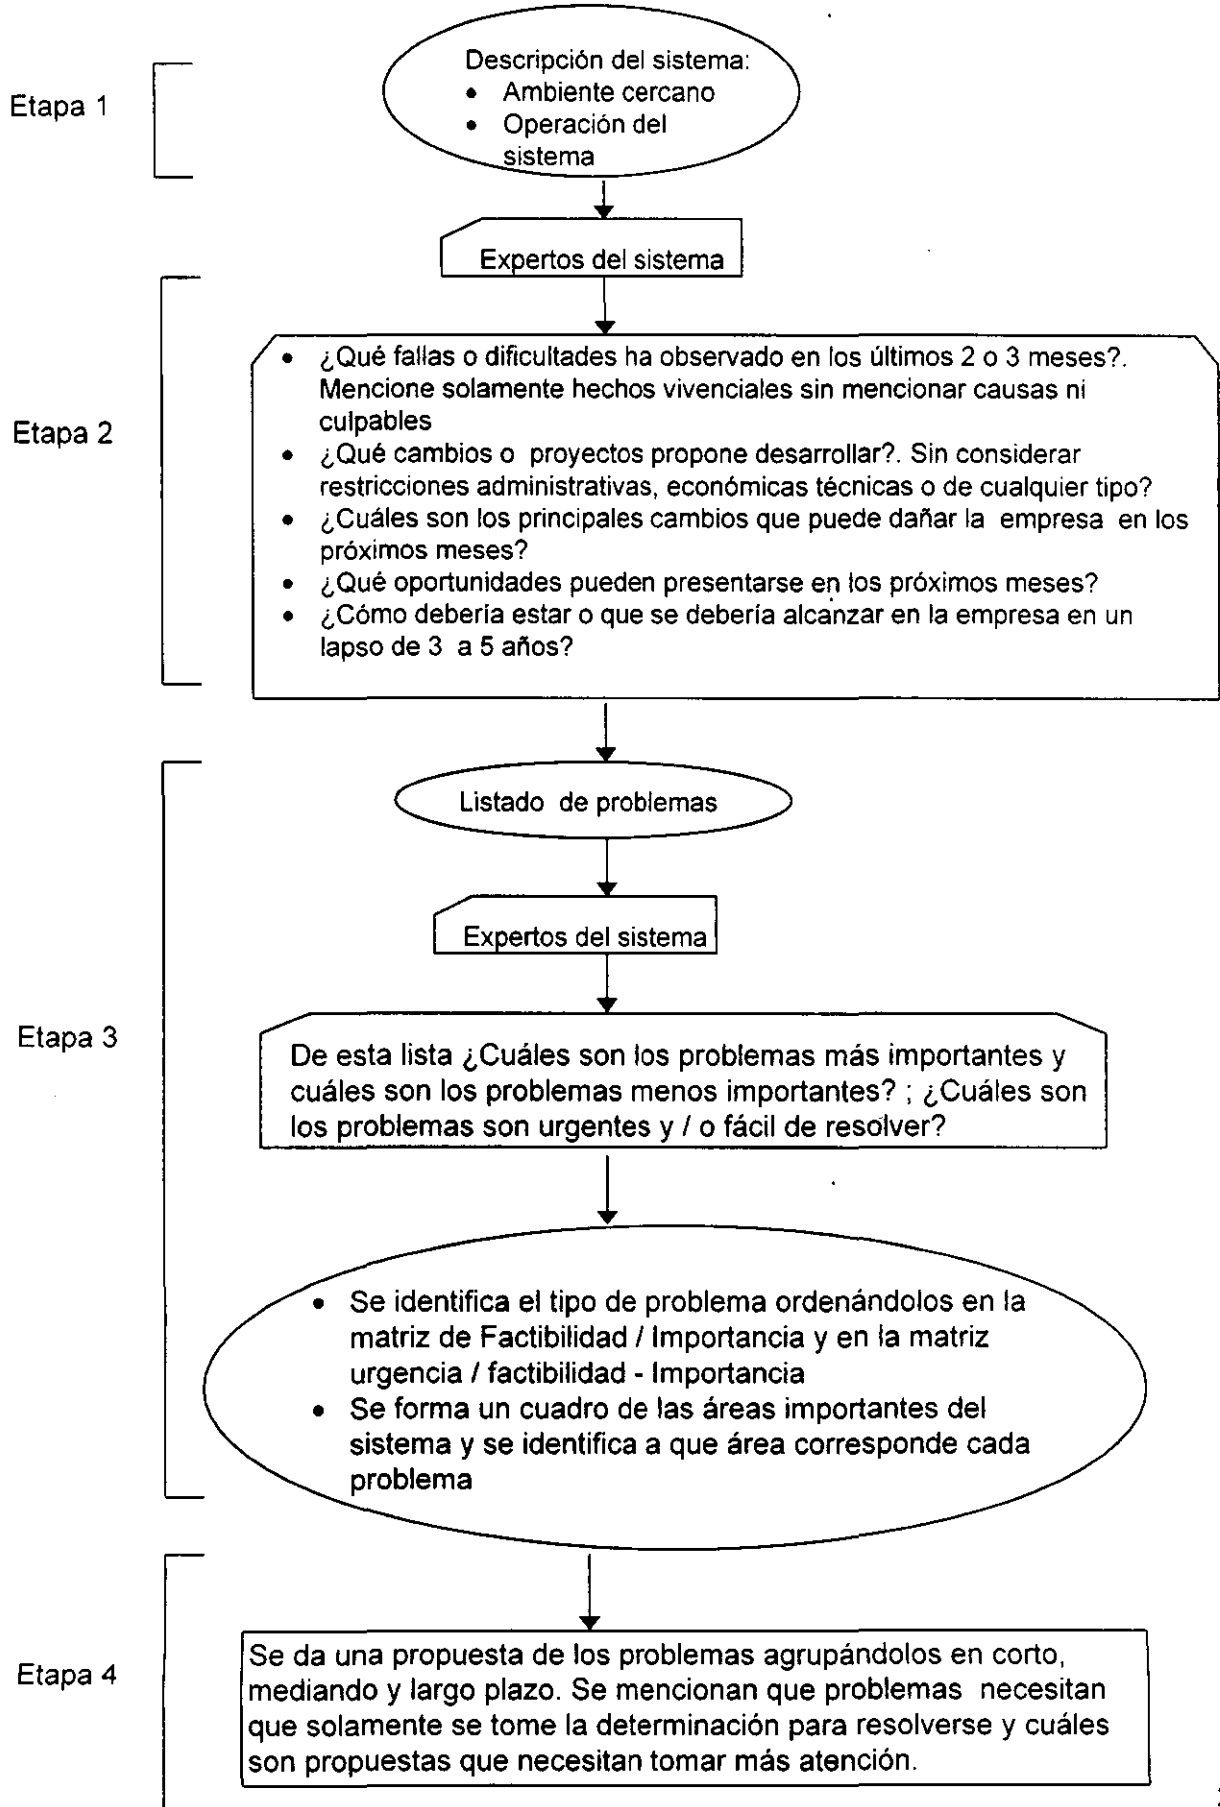 Descripción del sistema:
• Ambiente cercano
• Operación del
sistema
Etapa 1
Expertos del sistema
Etapa 2
• ¿Qué fallas o dificultades ha observado en los últimos 2 o 3 meses?.
Mencione solamente hechos vivenciales sin mencionar causas ni
culpables
• ¿Qué cambios o proyectos propone desarrollar?. Sin considerar
restricciones administrativas, económicas técnicas o de cualquier tipo?
• ¿Cuáles son los principales cambios que puede dañar la empresa en los
próximos meses?
• ¿Qué oportunidades pueden presentarse en los próximos meses?
• ¿Cómo debería estar o que se debería alcanzar en la empresa en un
lapso de 3 a 5 años?
Listado de problemas
Expertos del sistema
Etapa 3
De esta lista ¿Cuáles son los problemas más importantes y
cuáles son los problemas menos importantes? ; ¿Cuáles son
los problemas son urgentes y / o fácil de resolver?
• Se identifica el tipo de problema ordenándolos en la
matriz de Factibilidad / Importancia y en la matriz
urgencia / factibilidad - Importancia
• Se forma un cuadro de las áreas importantes del
sistema y se identifica a que área corresponde cada
problema
Etapa 4
Se da una propuesta de los problemas agrupándolos en corto,
mediando y largo plazo. Se mencionan que problemas necesitan
que solamente se tome la determinación para resolverse y cuáles
son propuestas que necesitan tomar más atención.